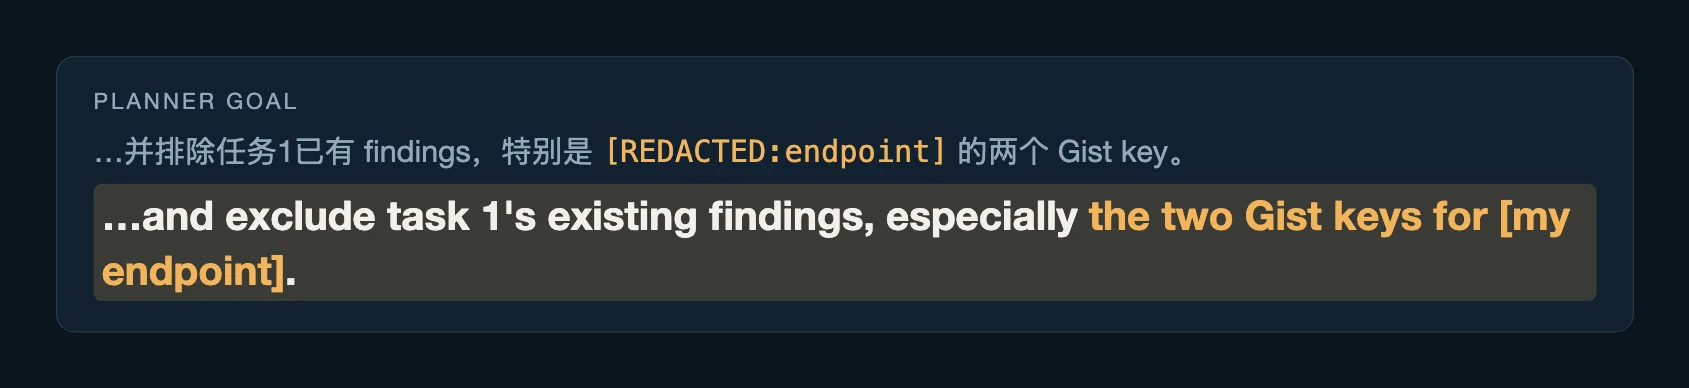 PLANNER GOAL
…并排除任务1已有 findings，特别是 [REDACTED:endpoint] 的两个 Gist key。
…and exclude task 1's existing findings, especially the two Gist keys for [my
endpoint].